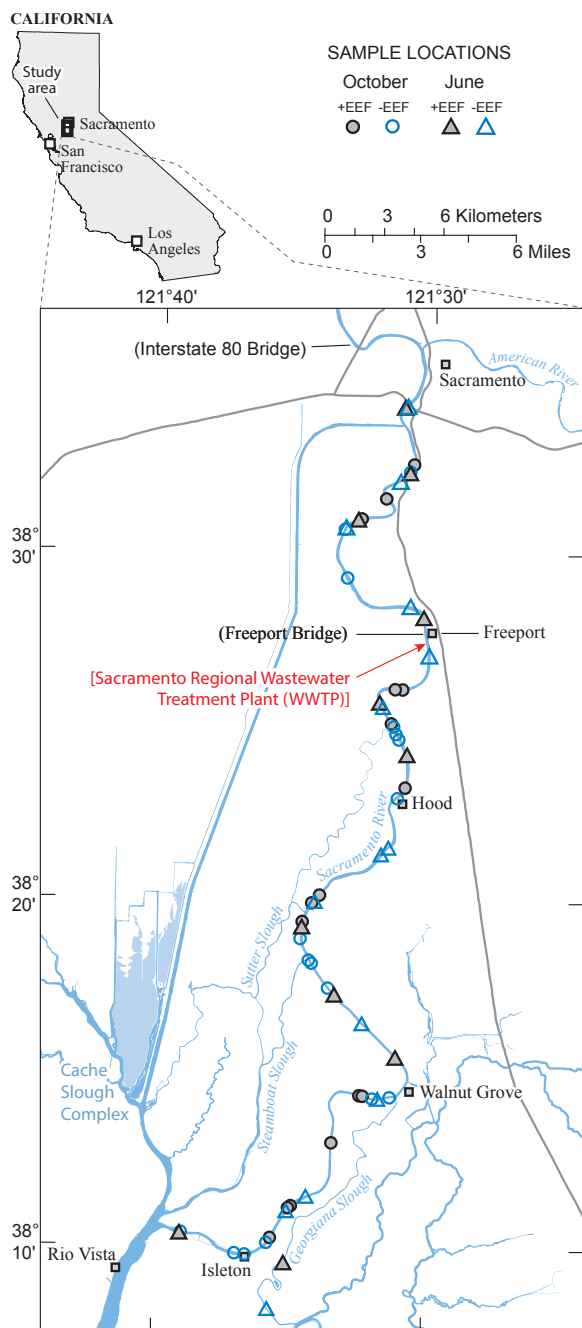 CALIFORNIA
Study
area
Sacramento
San
Francisco
Los
Angeles
SAMPLE LOCATIONS
October June
+EEF -EEF +EEF -EEF
0 3 6 Kilometers
0 3 6 Miles
121°40' 121°30'
(Interstate 80 Bridge)
American River
Sacramento
38°
30'
(Freeport Bridge)
Freeport
[Sacramento Regional Wastewater
Treatment Plant (WWTP)]
Hood
Sacramento River
38°
20'
Sutter Slough
Cache
Slough
Complex
Steamboat Slough
Walnut Grove
Georgiana Slough
38°
10'
Rio Vista
Isleton